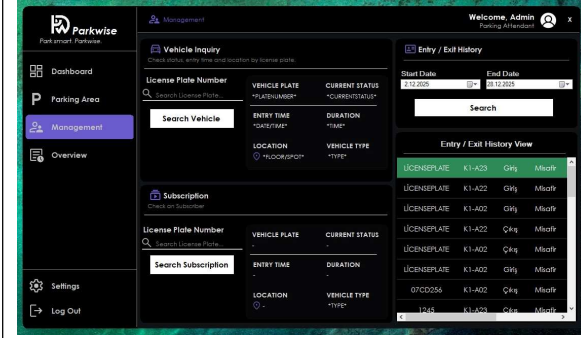 Parkwise
Park smart. Parkwise.
Dashboard
Parking Area
Management
Overview
Settings
Log Out
Management
Welcome, Admin
Parking Attendant
X
Vehicle Inquiry
Check status, entry time and location by license plate.
License Plate Number
Search License Plate...
Search Vehicle
VEHICLE PLATE CURRENT STATUS
*PLATENUMBER* *CURRENTSTATUS*
ENTRY TIME DURATION
*DATE/TIME* *TIME*
LOCATION VEHICLE TYPE
*FLOOR/SPOT* *TYPE*
Subscription
Check on Subscriber
License Plate Number
Search License Plate...
Search Subscription
VEHICLE PLATE CURRENT STATUS
- -
ENTRY TIME DURATION
- -
LOCATION VEHICLE TYPE
- *TYPE*
Entry / Exit History
Start Date End Date
2.12.2025 28.12.2025
Search
Entry / Exit History View
LİCENSEPLATE K1-A23 Giriş Misafir
LİCENSEPLATE K1-A22 Giriş Misafir
LİCENSEPLATE K1-A02 Giriş Misafir
LİCENSEPLATE K1-A02 Çıkış Misafir
LİCENSEPLATE K1-A22 Çıkış Misafir
LİCENSEPLATE K1-A02 Giriş Misafir
07CD256 K1-A02 Çıkış Misafir
1245 K1-A23 Çıkış Misafir